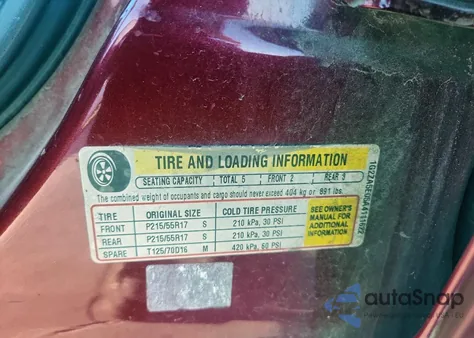 TIRE AND LOADING INFORMATION
SEATING CAPACITY TOTAL 5 FRONT 2 REAR 3
The combined weight of occupants and cargo should never exceed 404 kg or 891 lbs.
TIRE ORIGINAL SIZE COLD TIRE PRESSURE
FRONT P215/55R17 S 210 kPa, 30 PSI
REAR P215/55R17 S 210 kPa, 30 PSI
SPARE T125/70D16 M 420 kPa, 60 PSI
SEE OWNER'S
MANUAL FOR
ADDITIONAL
INFORMATION
autoSnap